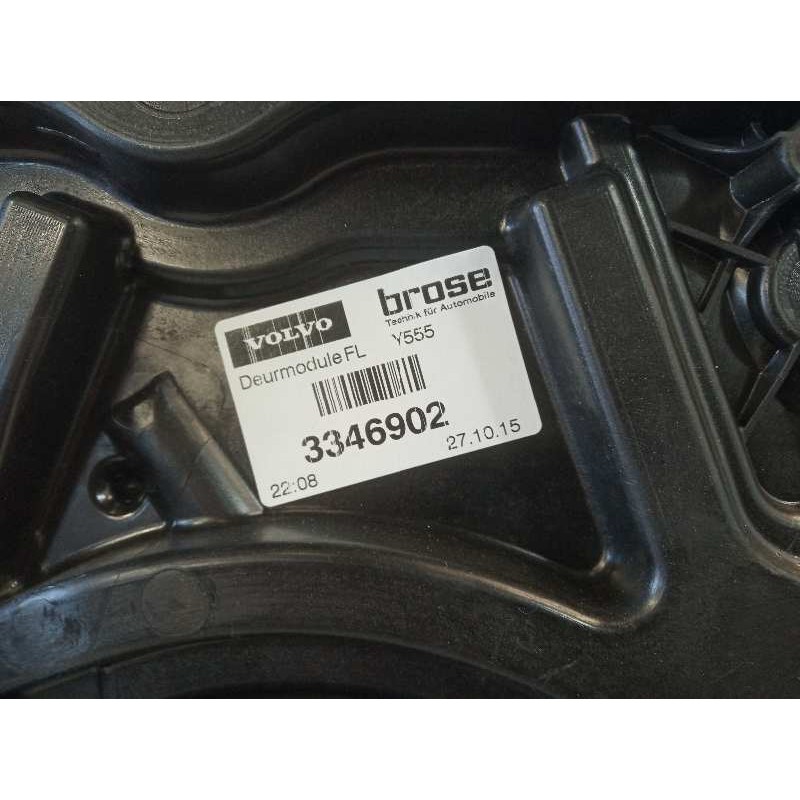 VOLVO
brose
Technik für Automobile
Deurmodule FL Y555
3346902
22:08 27.10.15